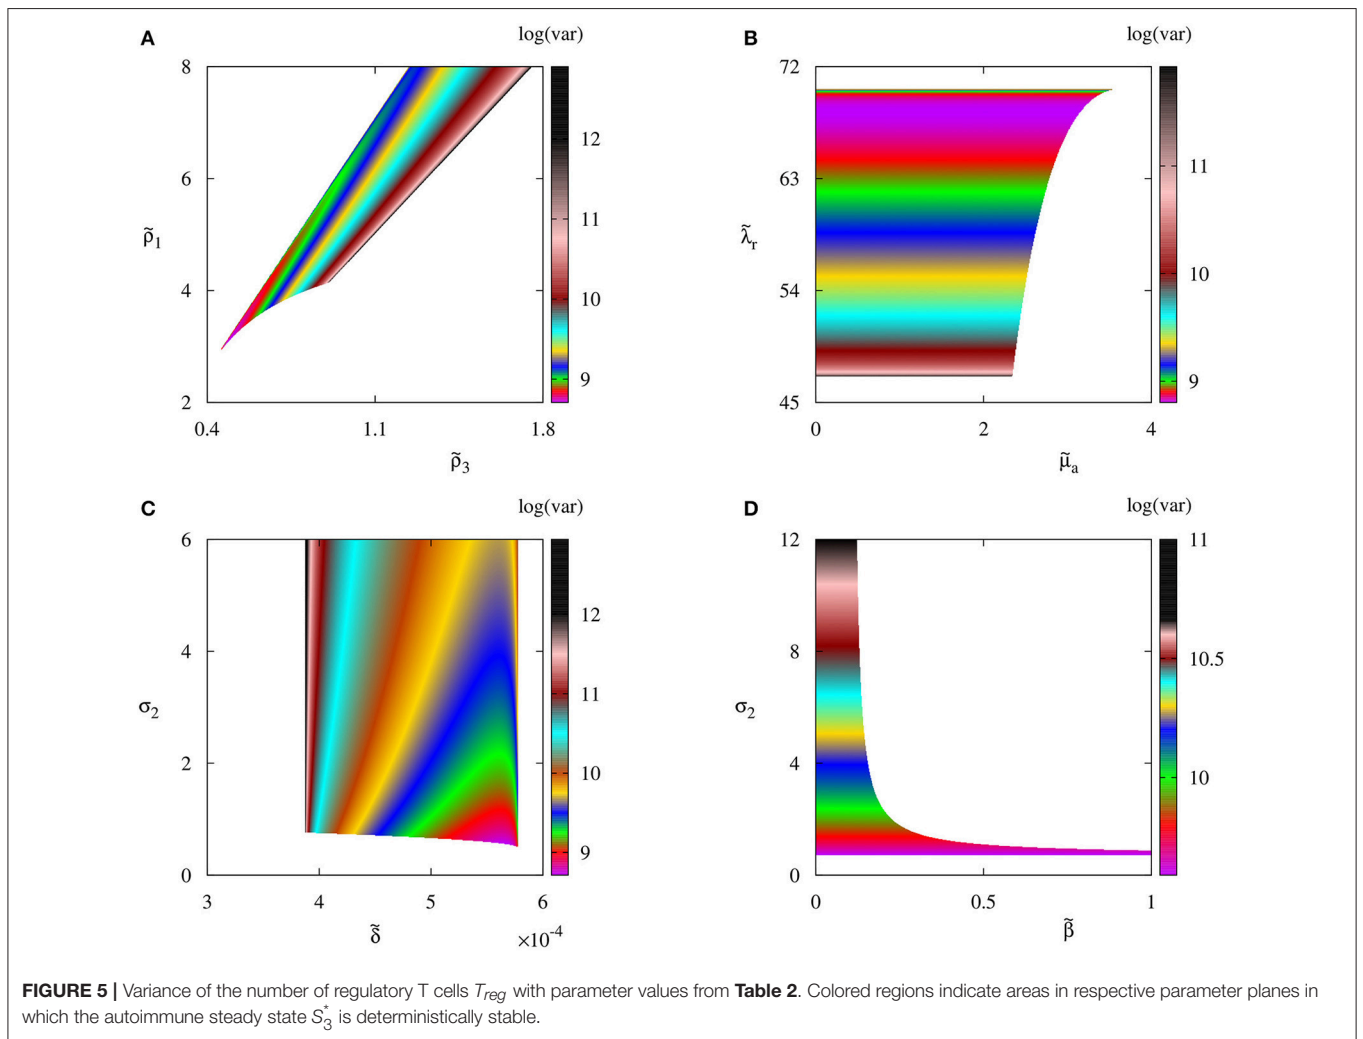 A
log(var)
8
6
4
2
ρ̃1
0.4
1.1
1.8
ρ̃3
12
11
10
9
B
log(var)
72
63
54
45
λ̃r
0
2
4
μ̃a
11
10
9
C
log(var)
6
4
2
0
σ2
3
4
5
6
×10-4
δ̃
12
11
10
9
D
log(var)
12
8
4
0
σ2
0
0.5
1
β̃
11
10.5
10
FIGURE 5 | Variance of the number of regulatory T cells Treg with parameter values from Table 2. Colored regions indicate areas in respective parameter planes in
which the autoimmune steady state S*3 is deterministically stable.